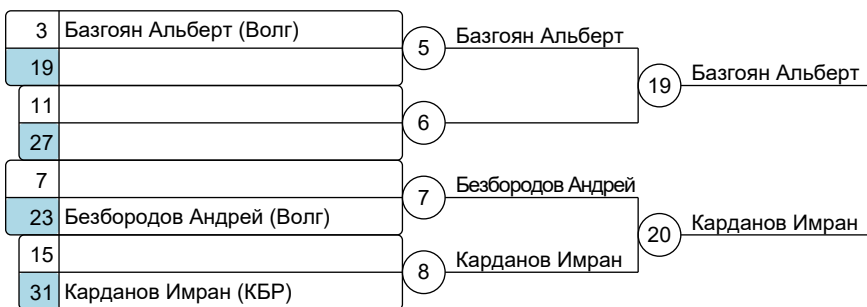 3 Базгоян Альберт (Волг)
5 Базгоян Альберт
19
19 Базгоян Альберт
11
6
27
7
7 Безбородов Андрей
23 Безбородов Андрей (Волг)
20 Карданов Имран
15
8 Карданов Имран
31 Карданов Имран (КБР)